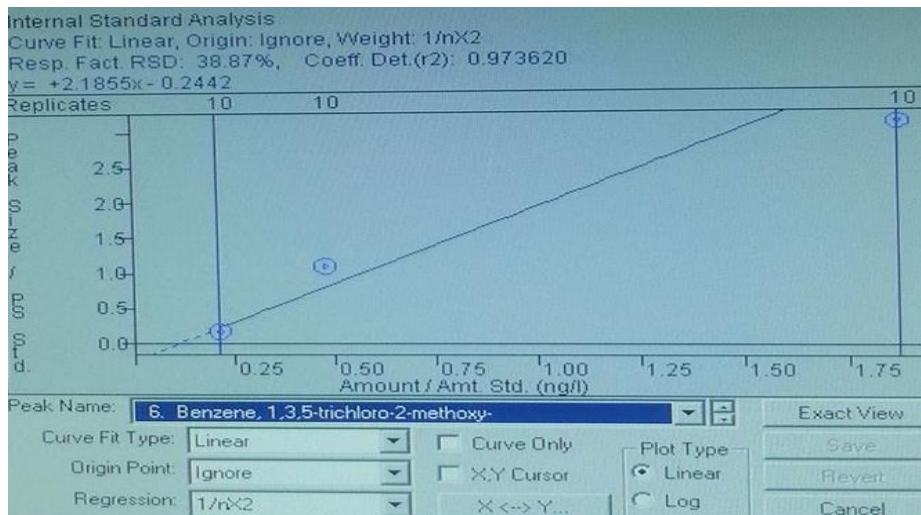 Internal Standard Analysis
Curve Fit: Linear, Origin: Ignore, Weight: 1/nX2
Resp. Fact. RSD: 38.87%, Coeff. Det.(r2): 0.973620
y= +2.1855x - 0.2442
Replicates 10 10 10
Peak Size / PS Std.
2.5
2.0
1.5
1.0
0.5
0.0
0.25 0.50 0.75 1.00 1.25 1.50 1.75
Amount / Amt. Std. (ng/l)
Peak Name: 6. Benzene, 1,3,5-trichloro-2-methoxy- Exact View
Curve Fit Type: Linear Curve Only Plot Type Save
Origin Point: Ignore X,Y Cursor Linear Revert
Regression: 1/nX2 X <--> Y... Log Cancel